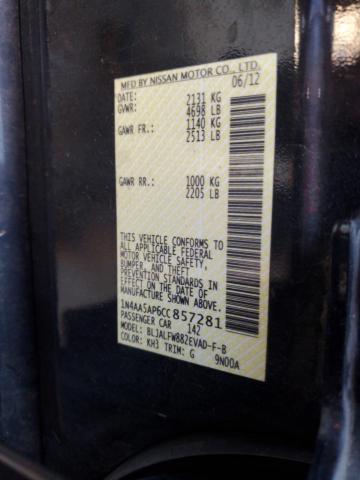 MFD BY NISSAN MOTOR CO., LTD.
DATE: 06/12
GVWR: 2131 KG
4698 LB
GAWR FR.: 1140 KG
2513 LB
GAWR RR.: 1000 KG
2205 LB
THIS VEHICLE CONFORMS TO
ALL APPLICABLE FEDERAL
MOTOR VEHICLE SAFETY,
BUMPER, AND THEFT
PREVENTION STANDARDS IN
EFFECT ON THE DATE OF
MANUFACTURE SHOWN ABOVE.
1N4AA5AP6CC857281
PASSENGER CAR 142
MODEL: BLJALFW882EVAD-F-B
COLOR: KH3 TRIM: G 9N00A